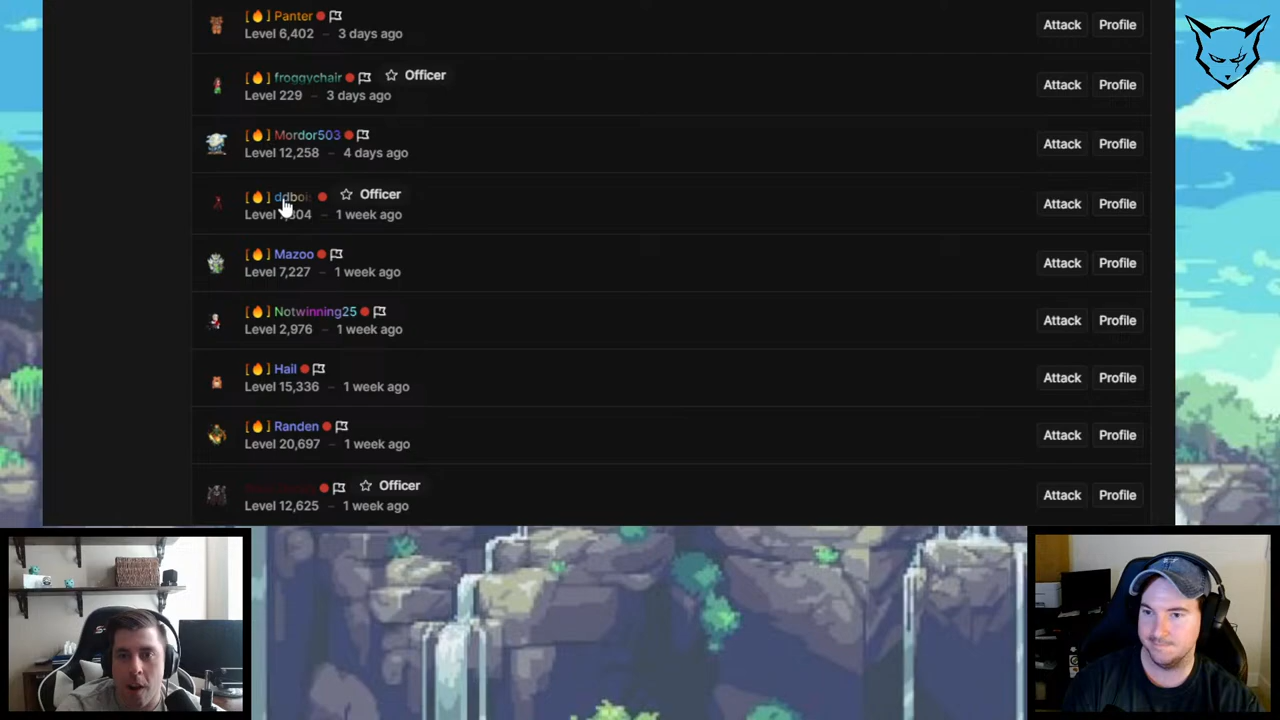 [🔥] Panter
Level 6,402 – 3 days ago
Attack Profile
[🔥] froggychair Officer
Level 229 – 3 days ago
Attack Profile
[🔥] Mordor503
Level 12,258 – 4 days ago
Attack Profile
[🔥] Officer
Level 1 week ago
Attack Profile
[🔥] Mazoo
Level 7,227 – 1 week ago
Attack Profile
[🔥] Notwinning25
Level 2,976 – 1 week ago
Attack Profile
[🔥] Hail
Level 15,336 – 1 week ago
Attack Profile
[🔥] Randen
Level 20,697 – 1 week ago
Attack Profile
Officer
Level 12,625 – 1 week ago
Attack Profile